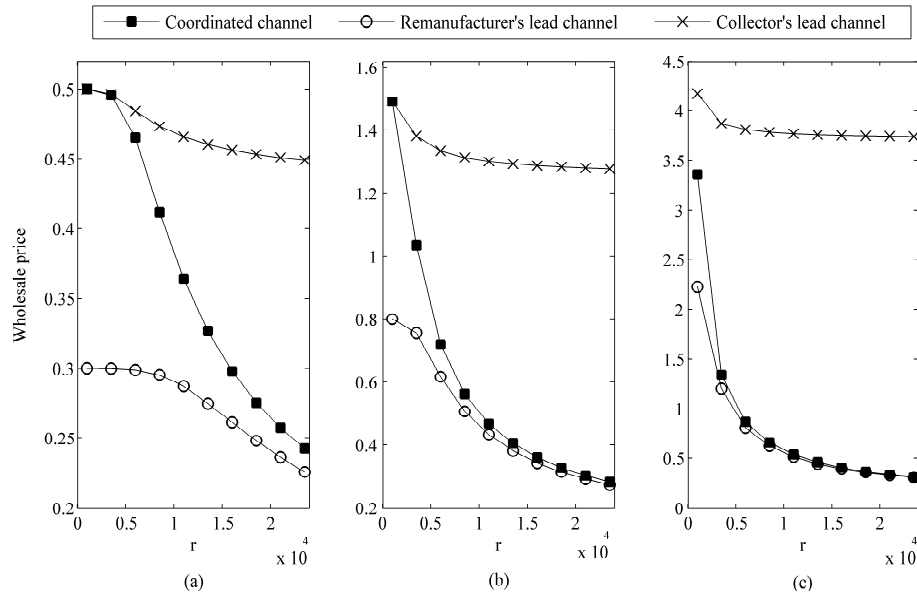 Coordinated channel Remanufacturer's lead channel Collector's lead channel
Wholesale price
0.5
0.45
0.4
0.35
0.3
0.25
0.2
0 0.5 1 1.5 2
x 10 4
r
(a)
1.6
1.4
1.2
1
0.8
0.6
0.4
0.2
0 0.5 1 1.5 2
x 10 4
r
(b)
4.5
4
3.5
3
2.5
2
1.5
1
0.5
0
0 0.5 1 1.5 2
x 10 4
r
(c)